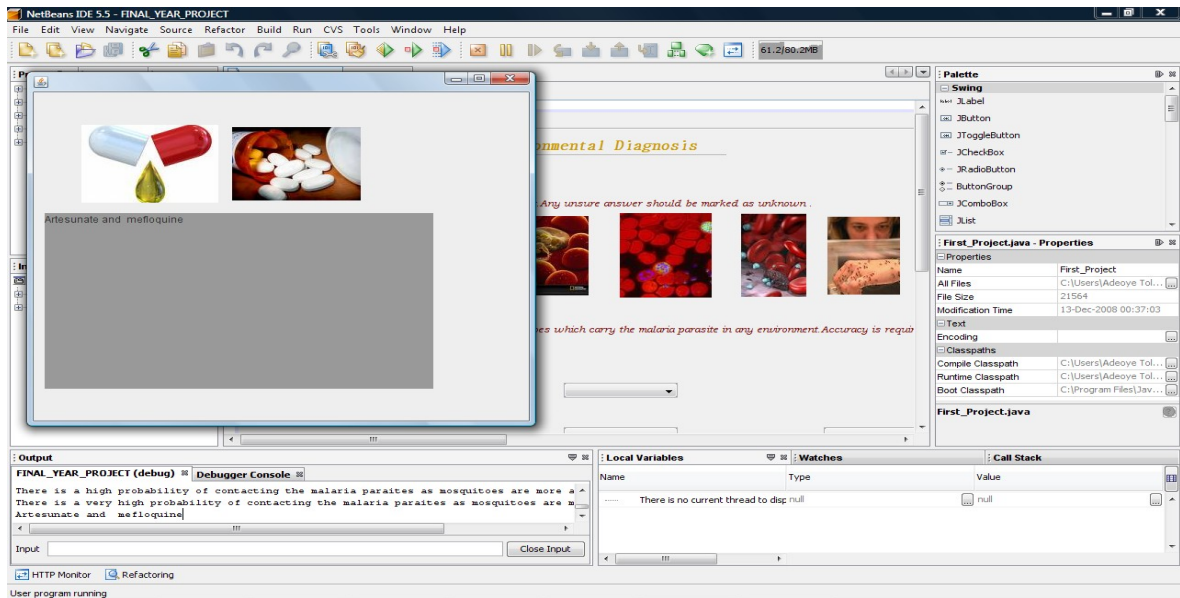 NetBeans IDE 5.5 - FINAL_YEAR_PROJECT
File Edit View Navigate Source Refactor Build Run CVS Tools Window Help
61.2/80.2MB
nmental Diagnosis
Any unsure answer should be marked as unknown .
Artesunate and mefloquine
es which carry the malaria parasite in any environment.Accuracy is requir
Palette
Swing
JLabel
JButton
JToggleButton
JCheckBox
JRadioButton
ButtonGroup
JComboBox
JList
First_Project.java - Properties
Properties
Name First_Project
All Files C:\Users\Adeoye Tol...
File Size 21564
Modification Time 13-Dec-2008 00:37:03
Text
Encoding
Classpaths
Compile Classpath C:\Users\Adeoye Tol...
Runtime Classpath C:\Users\Adeoye Tol...
Boot Classpath C:\Program Files\Jav...
First_Project.java
Output
FINAL_YEAR_PROJECT (debug) Debugger Console
There is a high probability of contacting the malaria paraites as mosquitoes are more a
There is a very high probability of contacting the malaria paraites as mosquitoes are m
Artesunate and mefloquine
Input Close Input
Local Variables Watches Call Stack
Name Type Value
There is no current thread to disp null null
HTTP Monitor Refactoring
User program running